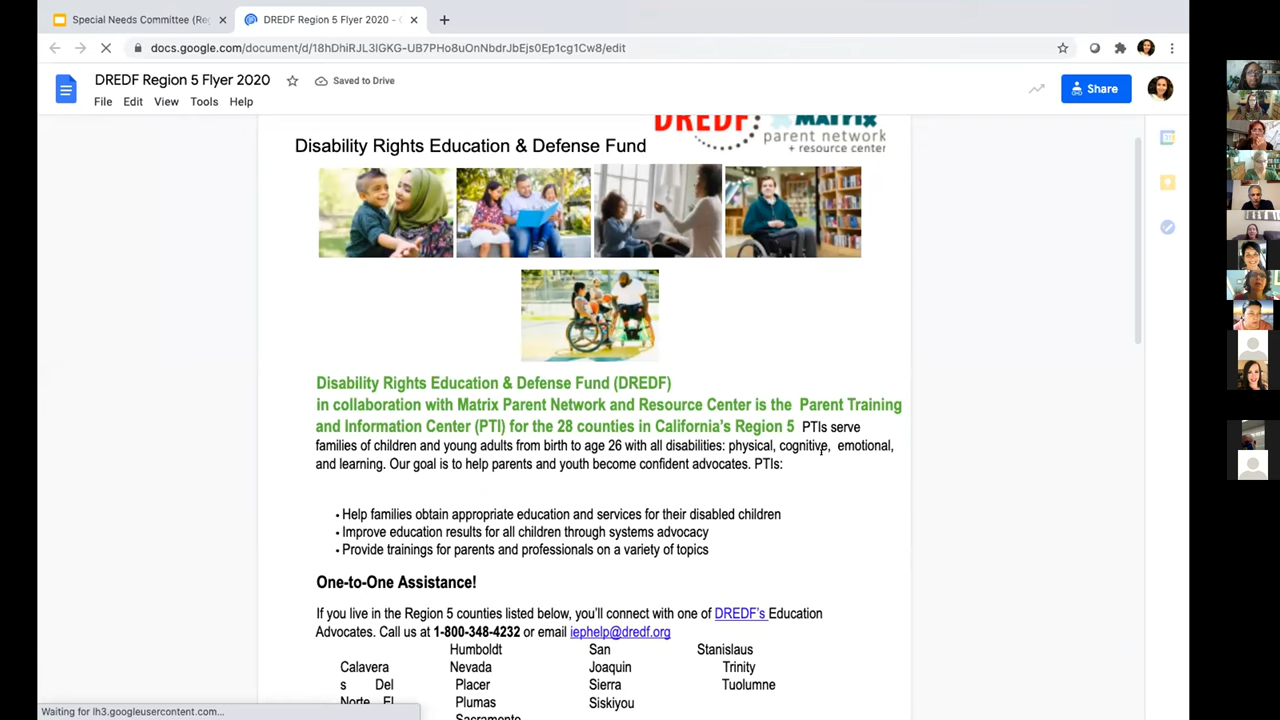 Special Needs Committee (Re
DREDF Region 5 Flyer 2020 -
docs.google.com/document/d/18hDhiRJL3IGKG-UB7PHo8uOnNbdrJbEjs0Ep1cg1Cw8/edit
DREDF Region 5 Flyer 2020
Saved to Drive
File Edit View Tools Help
Share
DREDF MATRIX
parent network
+ resource center
Disability Rights Education & Defense Fund
Disability Rights Education & Defense Fund (DREDF)
in collaboration with Matrix Parent Network and Resource Center is the Parent Training
and Information Center (PTI) for the 28 counties in California's Region 5 PTIs serve
families of children and young adults from birth to age 26 with all disabilities: physical, cognitive, emotional,
and learning. Our goal is to help parents and youth become confident advocates. PTIs:
• Help families obtain appropriate education and services for their disabled children
• Improve education results for all children through systems advocacy
• Provide trainings for parents and professionals on a variety of topics
One-to-One Assistance!
If you live in the Region 5 counties listed below, you'll connect with one of DREDF's Education
Advocates. Call us at 1-800-348-4232 or email iephelp@dredf.org
Humboldt San Stanislaus
Calavera Nevada Joaquin Trinity
s Del Placer Sierra Tuolumne
Norte El Plumas Siskiyou
Sacramento
Waiting for lh3.googleusercontent.com...